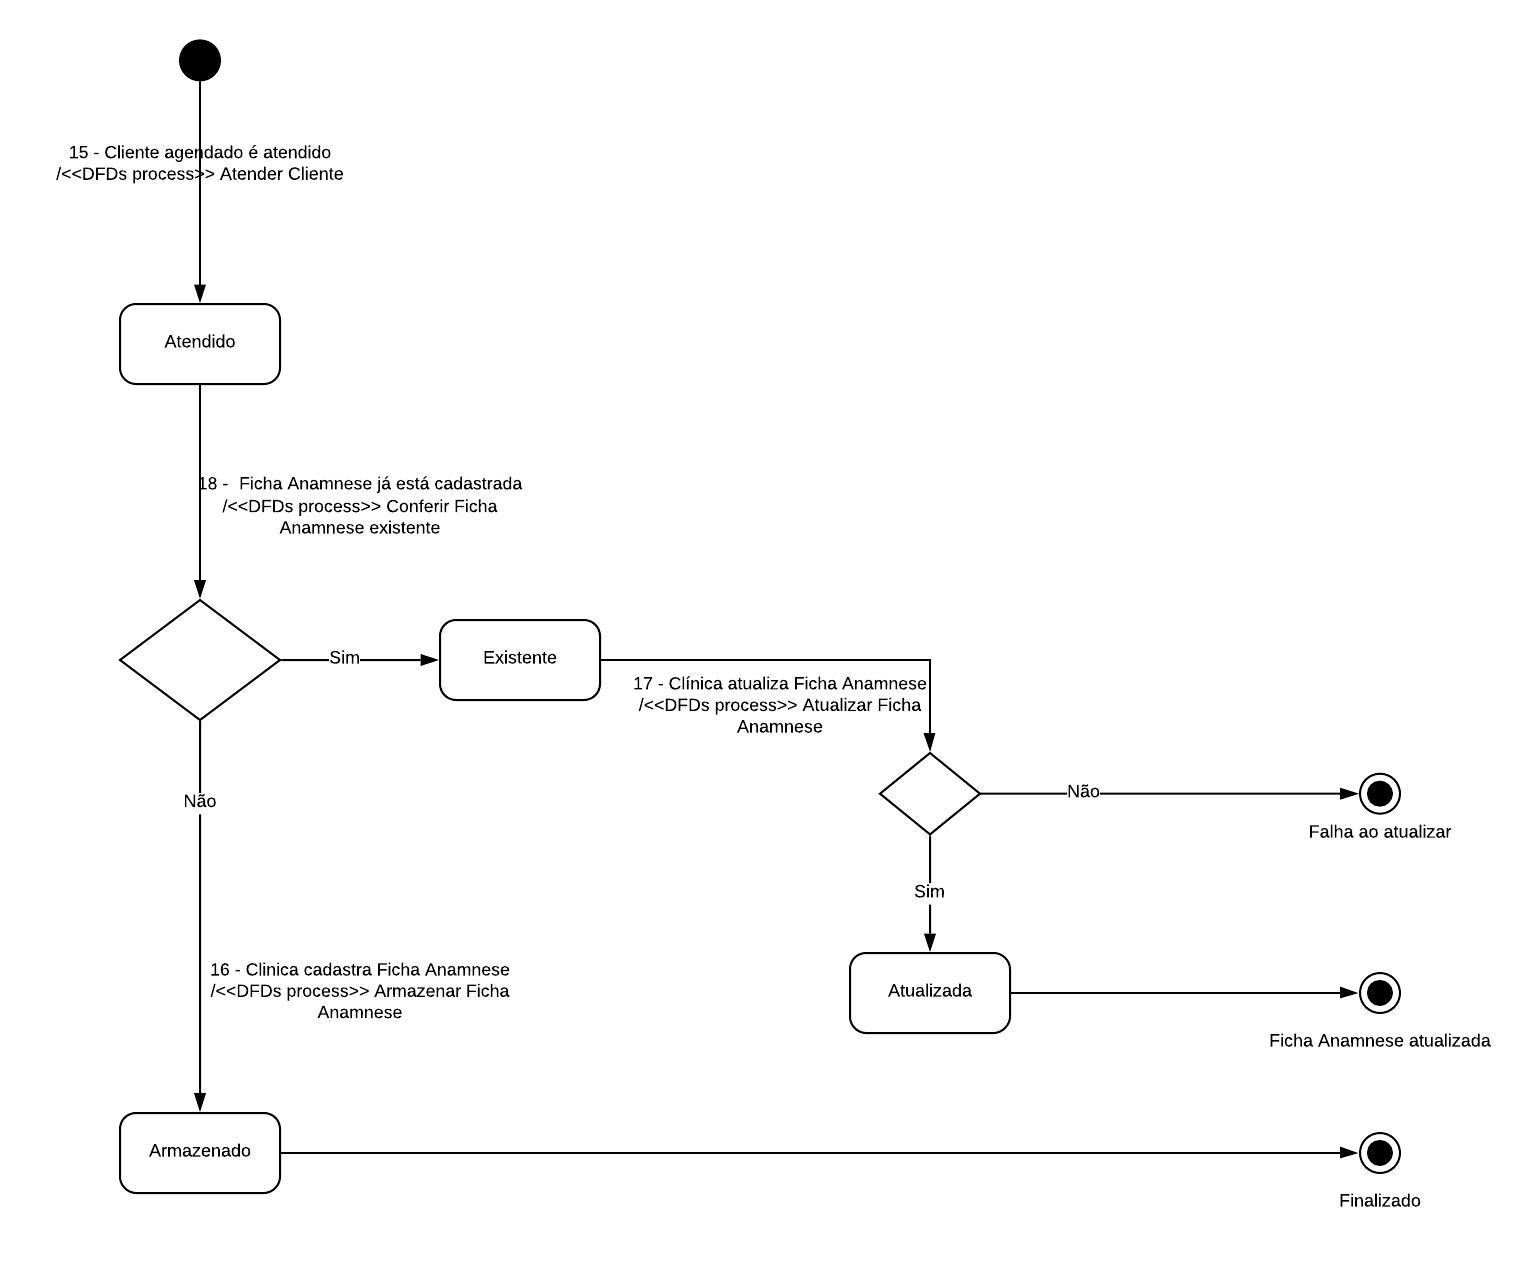 15 - Cliente agendado é atendido
/<<DFDs process>> Atender Cliente
Atendido
18 -  Ficha Anamnese já está cadastrada
/<<DFDs process>> Conferir Ficha
Anamnese existente
Sim
Existente
17 - Clínica atualiza Ficha Anamnese
/<<DFDs process>> Atualizar Ficha
Anamnese
Não
Falha ao atualizar
Não
Sim
16 - Clinica cadastra Ficha Anamnese
/<<DFDs process>> Armazenar Ficha
Anamnese
Atualizada
Ficha Anamnese atualizada
Armazenado
Finalizado